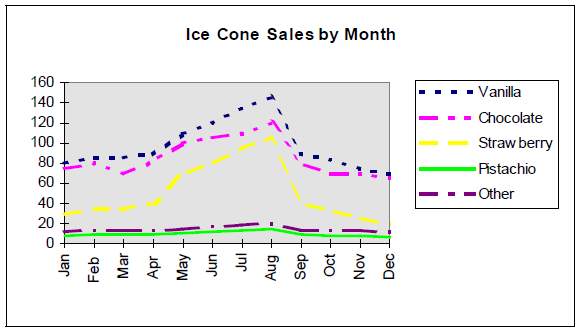 Ice Cone Sales by Month
160
140
120
100
80
60
40
20
0
Jan
Feb
Mar
Apr
May
Jun
Jul
Aug
Sep
Oct
Nov
Dec
Vanilla
Chocolate
Straw berry
Pistachio
Other